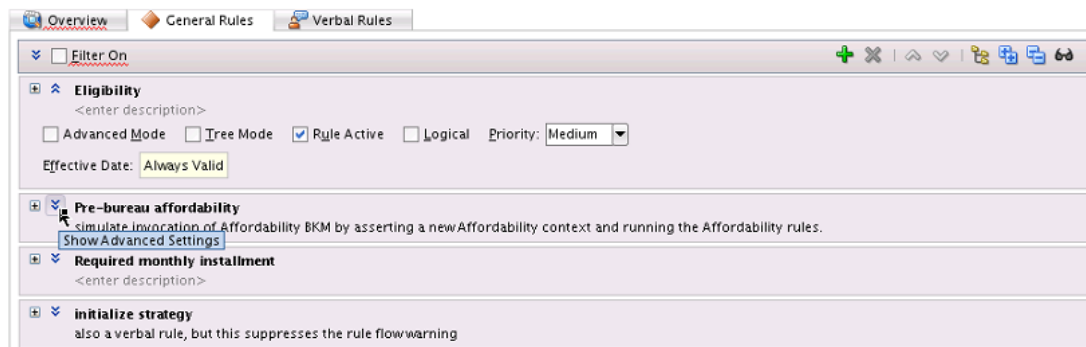 Overview General Rules Verbal Rules
Filter On
Eligibility
<enter description>
Advanced Mode Tree Mode Rule Active Logical Priority: Medium
Effective Date: Always Valid
Pre-bureau affordability
simulate invocation of Affordability BKM by asserting a new Affordability context and running the Affordability rules.
Show Advanced Settings
Required monthly installment
<enter description>
initialize strategy
also a verbal rule, but this suppresses the rule flow warning